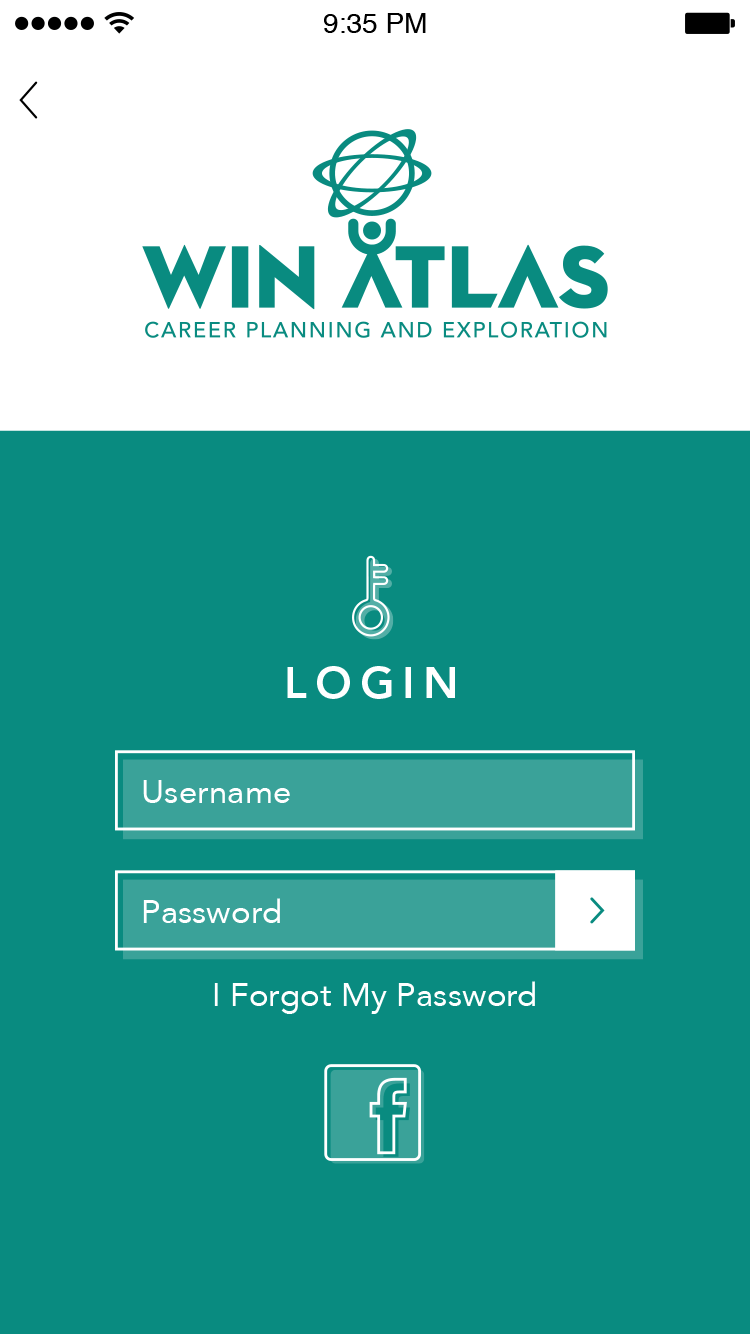 9:35 PM
WIN ATLAS
CAREER PLANNING AND EXPLORATION
LOGIN
Username
Password
I Forgot My Password
f